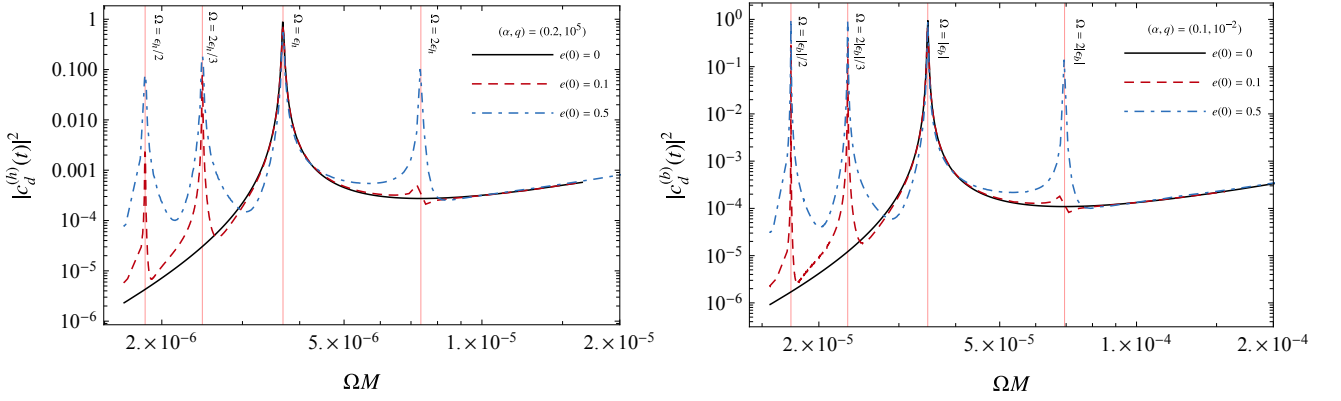 |c_d^{(h)}(t)|^2
1
0.100
0.010
0.001
10^{-4}
10^{-5}
10^{-6}
Ω = ϵ_h/2
Ω = 2ϵ_h/3
Ω = ϵ_h
Ω = 2ϵ_h
(α, q) = (0.2, 10^5)
e(0) = 0
e(0) = 0.1
e(0) = 0.5
2.×10^{-6}
5.×10^{-6}
1.×10^{-5}
2.×10^{-5}
ΩM
|c_d^{(b)}(t)|^2
10^0
10^{-1}
10^{-2}
10^{-3}
10^{-4}
10^{-5}
10^{-6}
Ω = |ϵ_b|/2
Ω = 2|ϵ_b|/3
Ω = |ϵ_b|
Ω = 2|ϵ_b|
(α, q) = (0.1, 10^{-2})
e(0) = 0
e(0) = 0.1
e(0) = 0.5
2.×10^{-5}
5.×10^{-5}
1.×10^{-4}
2.×10^{-4}
ΩM